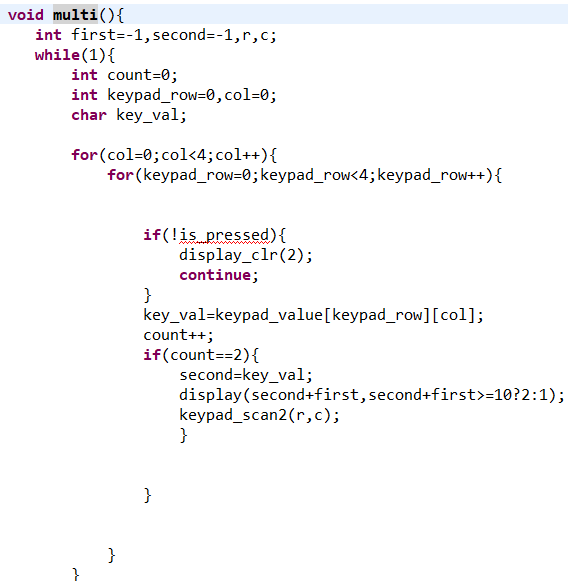 void multi(){
int first=-1,second=-1,r,c;
while(1){
int count=0;
int keypad_row=0,col=0;
char key_val;
for(col=0;col<4;col++){
for(keypad_row=0;keypad_row<4;keypad_row++){
if(!is_pressed){
display_clr(2);
continue;
}
key_val=keypad_value[keypad_row][col];
count++;
if(count==2){
second=key_val;
display(second+first,second+first>=10?2:1);
keypad_scan2(r,c);
}
}
}
}